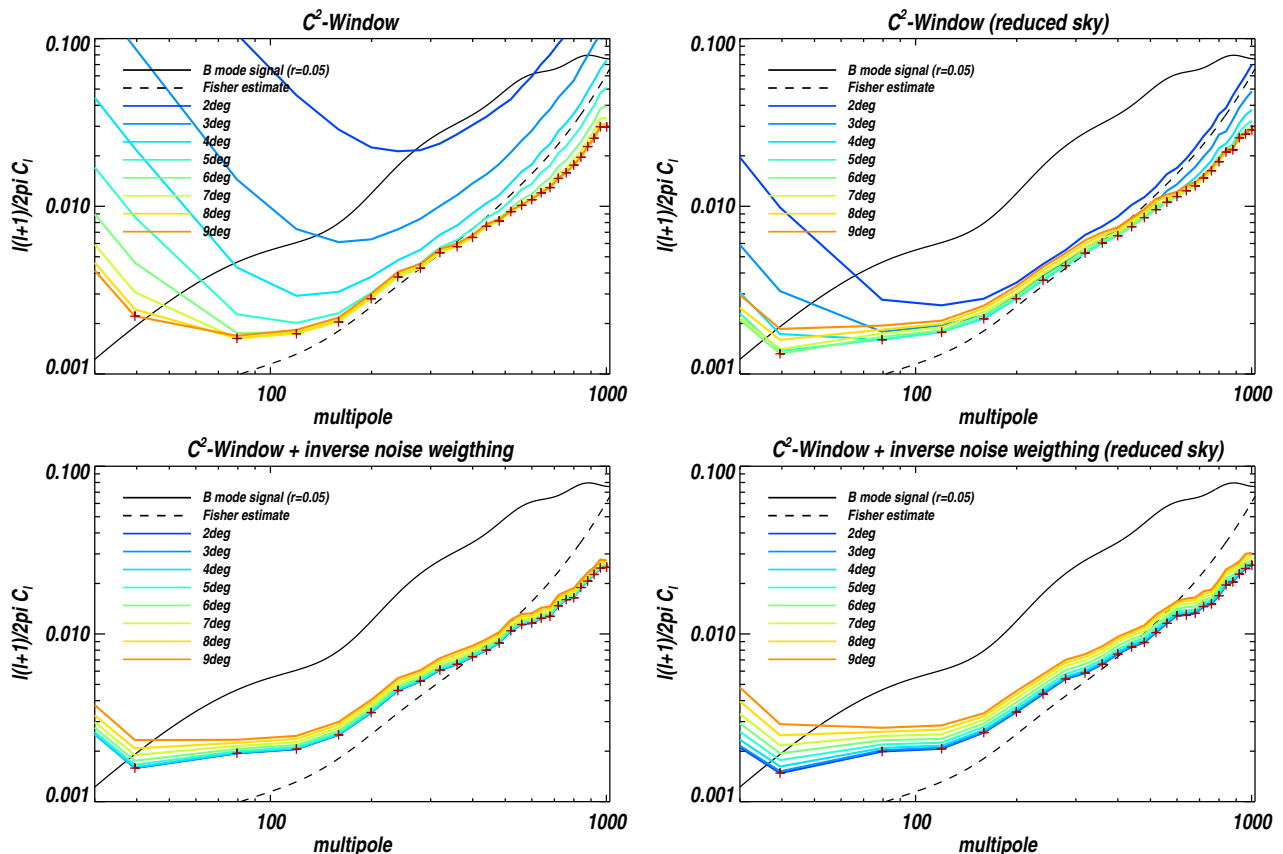 C²-Window
0.100
B mode signal (r=0.05)
Fisher estimate
2deg
3deg
4deg
5deg
6deg
7deg
8deg
9deg
0.010
0.001
l((l+1)/2pi C_l
100
1000
multipole
C²-Window (reduced sky)
0.100
B mode signal (r=0.05)
Fisher estimate
2deg
3deg
4deg
5deg
6deg
7deg
8deg
9deg
0.010
0.001
l((l+1)/2pi C_l
100
1000
multipole
C²-Window + inverse noise weigthing
0.100
B mode signal (r=0.05)
Fisher estimate
2deg
3deg
4deg
5deg
6deg
7deg
8deg
9deg
0.010
0.001
l((l+1)/2pi C_l
100
1000
multipole
C²-Window + inverse noise weigthing (reduced sky)
0.100
B mode signal (r=0.05)
Fisher estimate
2deg
3deg
4deg
5deg
6deg
7deg
8deg
9deg
0.010
0.001
l((l+1)/2pi C_l
100
1000
multipole